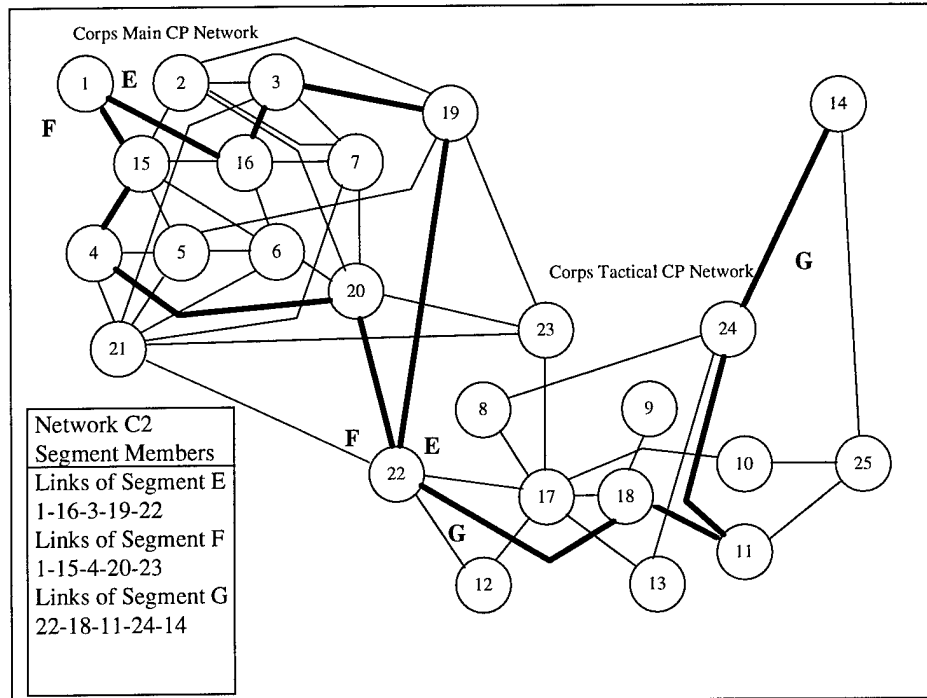 Corps Main CP Network
1
E
2
3
19
14
F
15
16
7
4
5
6
G
Corps Tactical CP Network
20
23
24
21
8
9
F
E
10
25
22
17
18
G
11
12
13
Network C2
Segment Members
Links of Segment E
1-16-3-19-22
Links of Segment F
1-15-4-20-23
Links of Segment G
22-18-11-24-14